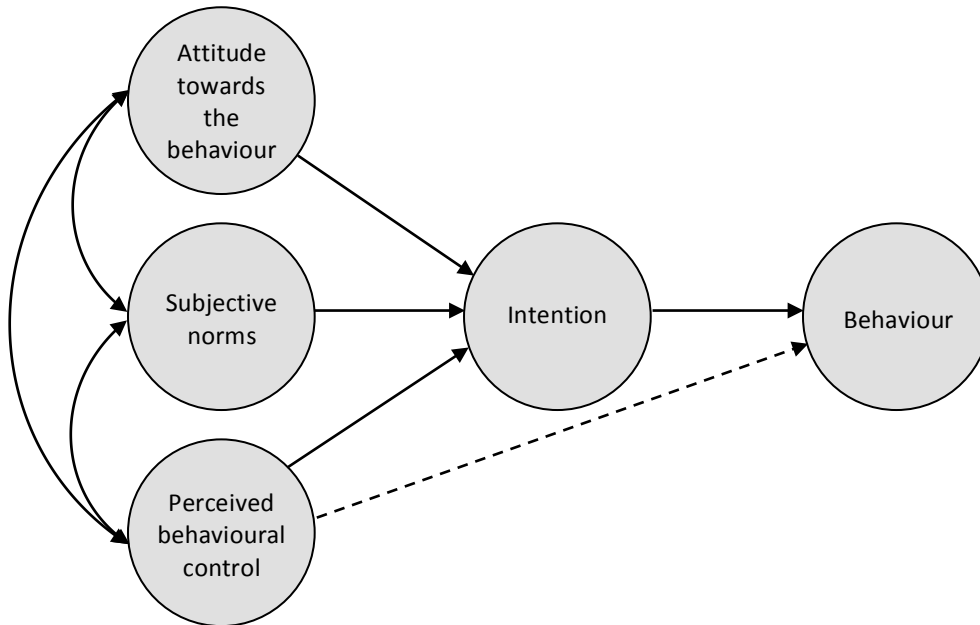 Attitude
towards
the
behaviour
Subjective
norms
Intention
Behaviour
Perceived
behavioural
control